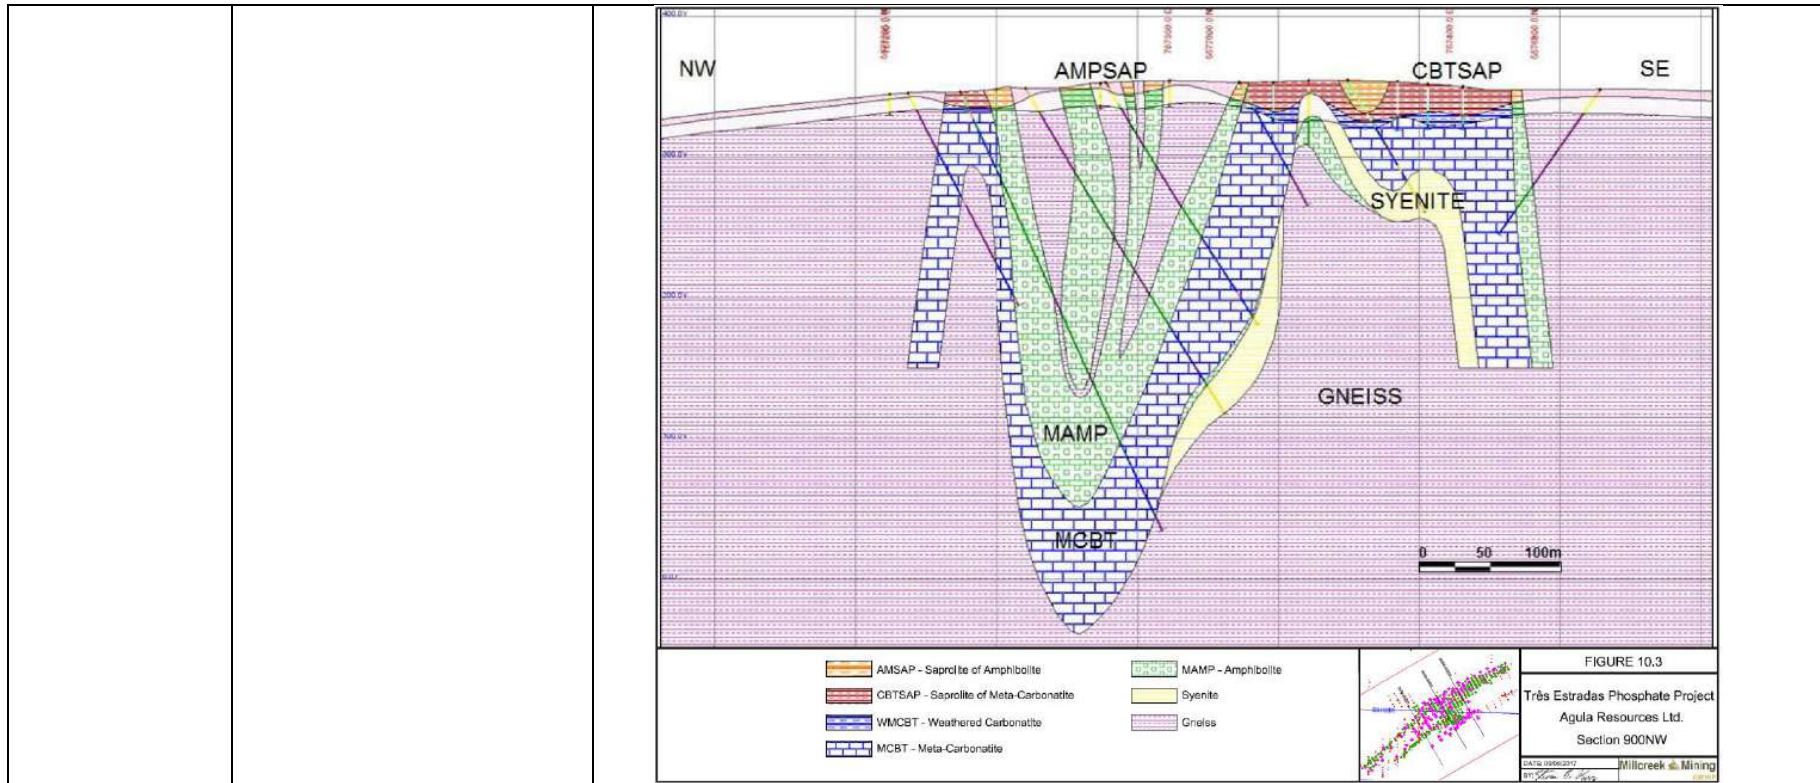 400.0 v
NW
AMPSAP
CBTSAP
SE
SYENITE
GNEISS
MAMP
MCBT
0 50 100m
AMSAP - Saprolite of Amphibolite
CBTSAP - Saprolite of Meta-Carbonatite
WMCBT - Weathered Carbonatite
MCBT - Meta-Carbonatite
MAMP - Amphibolite
Syenite
Gneiss
FIGURE 10.3
Três Estradas Phosphate Project
Aguia Resources Ltd.
Section 900NW
Millcreek Mining